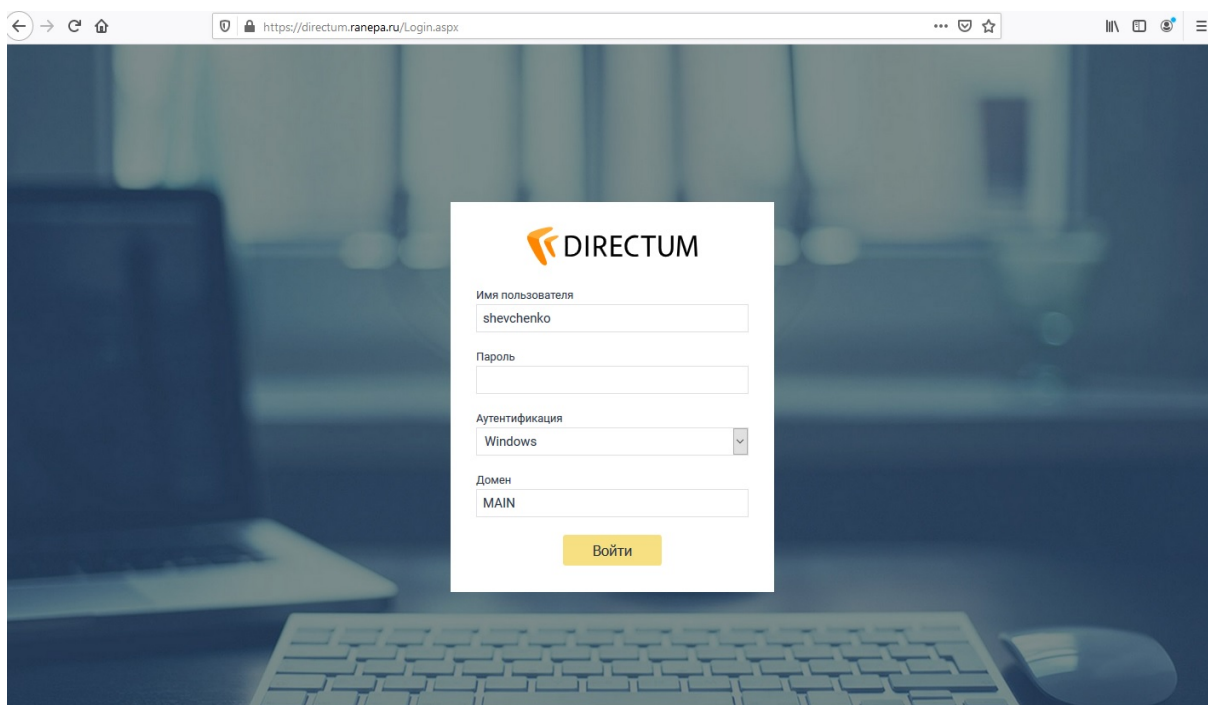 https://directum.ranepa.ru/Login.aspx
DIRECTUM
Имя пользователя
shevchenko
Пароль
Аутентификация
Windows
Домен
MAIN
Войти